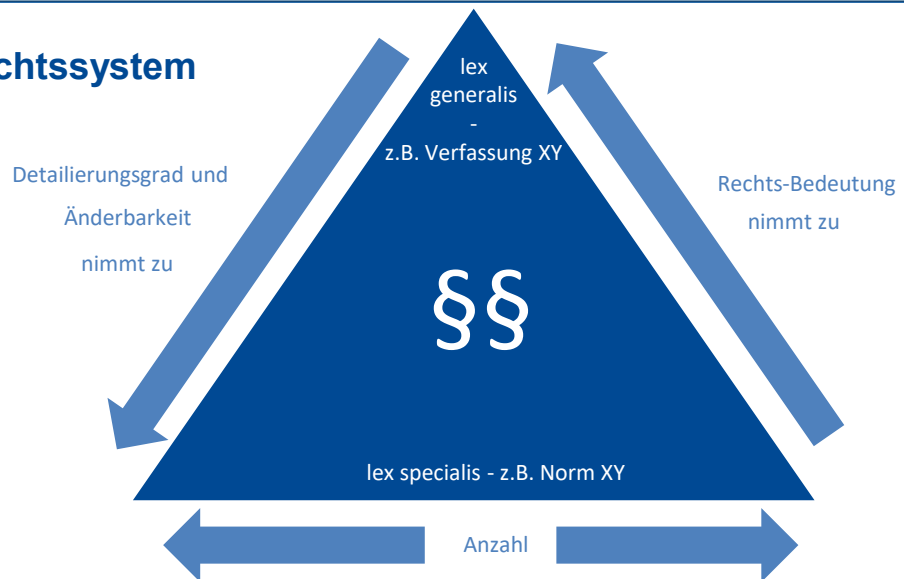 chtssystem
lex
generalis
-
z.B. Verfassung XY
Detailierungsgrad und
Änderbarkeit
nimmt zu
Rechts-Bedeutung
nimmt zu
§§
lex specialis - z.B. Norm XY
Anzahl